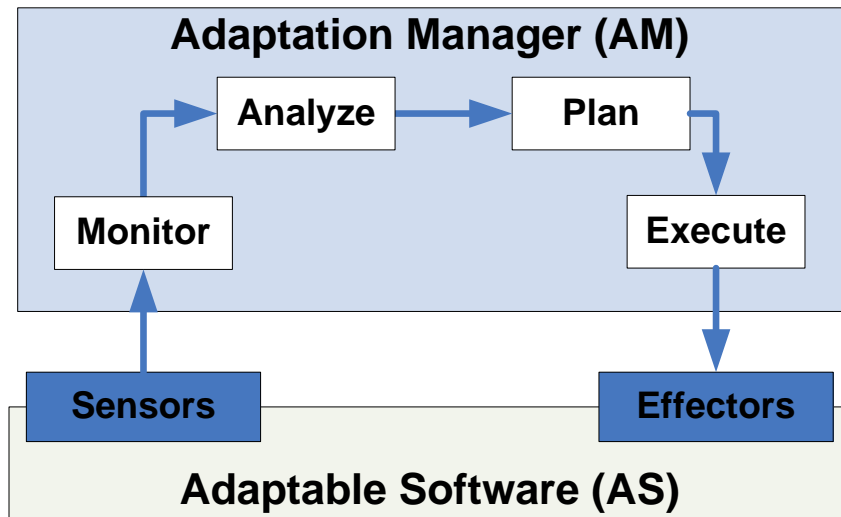 Adaptation Manager (AM)
Analyze
Plan
Monitor
Execute
Sensors
Effectors
Adaptable Software (AS)